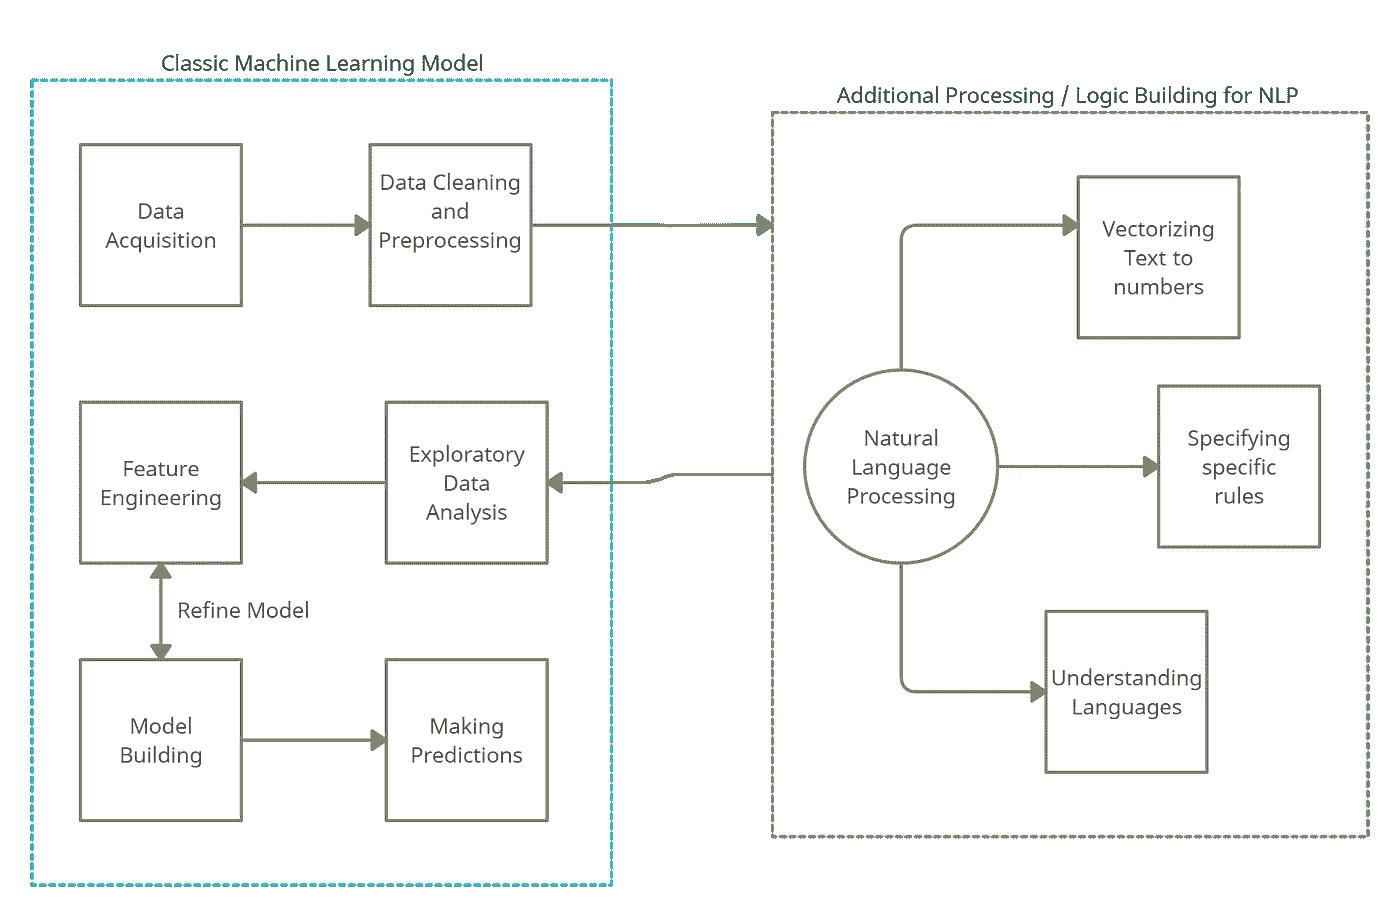 Classic Machine Learning Model
Data
Acquisition
Data Cleaning
and
Preprocessing
Feature
Engineering
Exploratory
Data
Analysis
Refine Model
Model
Building
Making
Predictions
Additional Processing / Logic Building for NLP
Vectorizing
Text to
numbers
Natural
Language
Processing
Specifying
specific
rules
Understanding
Languages